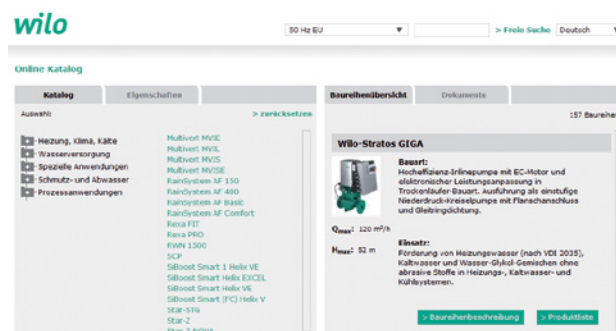 wilo
50 Hz EU
> Freie Suche
Deutsch
Online Katalog
Katalog
Eigenschaften
Auswahl:
> zurücksetzen
Heizung, Klima, Kälte
Wasserversorgung
Spezielle Anwendungen
Schmutz- und Abwasser
Prozessanwendungen
Multivert MVIE
Multivert MVIL
Multivert MVIS
Multivert MVISE
RainSystem AF 150
RainSystem AF 400
RainSystem AF Basic
RainSystem AF Comfort
Rexa FIT
Rexa PRO
RWN 1500
SCP
SiBoost Smart 1 Helix VE
SiBoost Smart Helix EXCEL
SiBoost Smart Helix VE
SiBoost Smart (FC) Helix V
Star-STG
Star-Z
Star-Z NOVA
Baureihenübersicht
Dokumente
157 Baureihen
Wilo-Stratos GIGA
Bauart:
Hocheffizienz-Inlinepumpe mit EC-Motor und
elektronischer Leistungsanpassung in
Trockenläufer-Bauart. Ausführung als einstufige
Niederdruck-Kreiselpumpe mit Flanschanschluss
und Gleitringdichtung.
Qmax: 120 m³/h
Hmax: 52 m
Einsatz:
Förderung von Heizungswasser (nach VDI 2035),
Kaltwasser und Wasser-Glykol-Gemischen ohne
abrasive Stoffe in Heizungs-, Kaltwasser- und
Kühlsystemen.
> Baureihenbeschreibung
> Produktliste